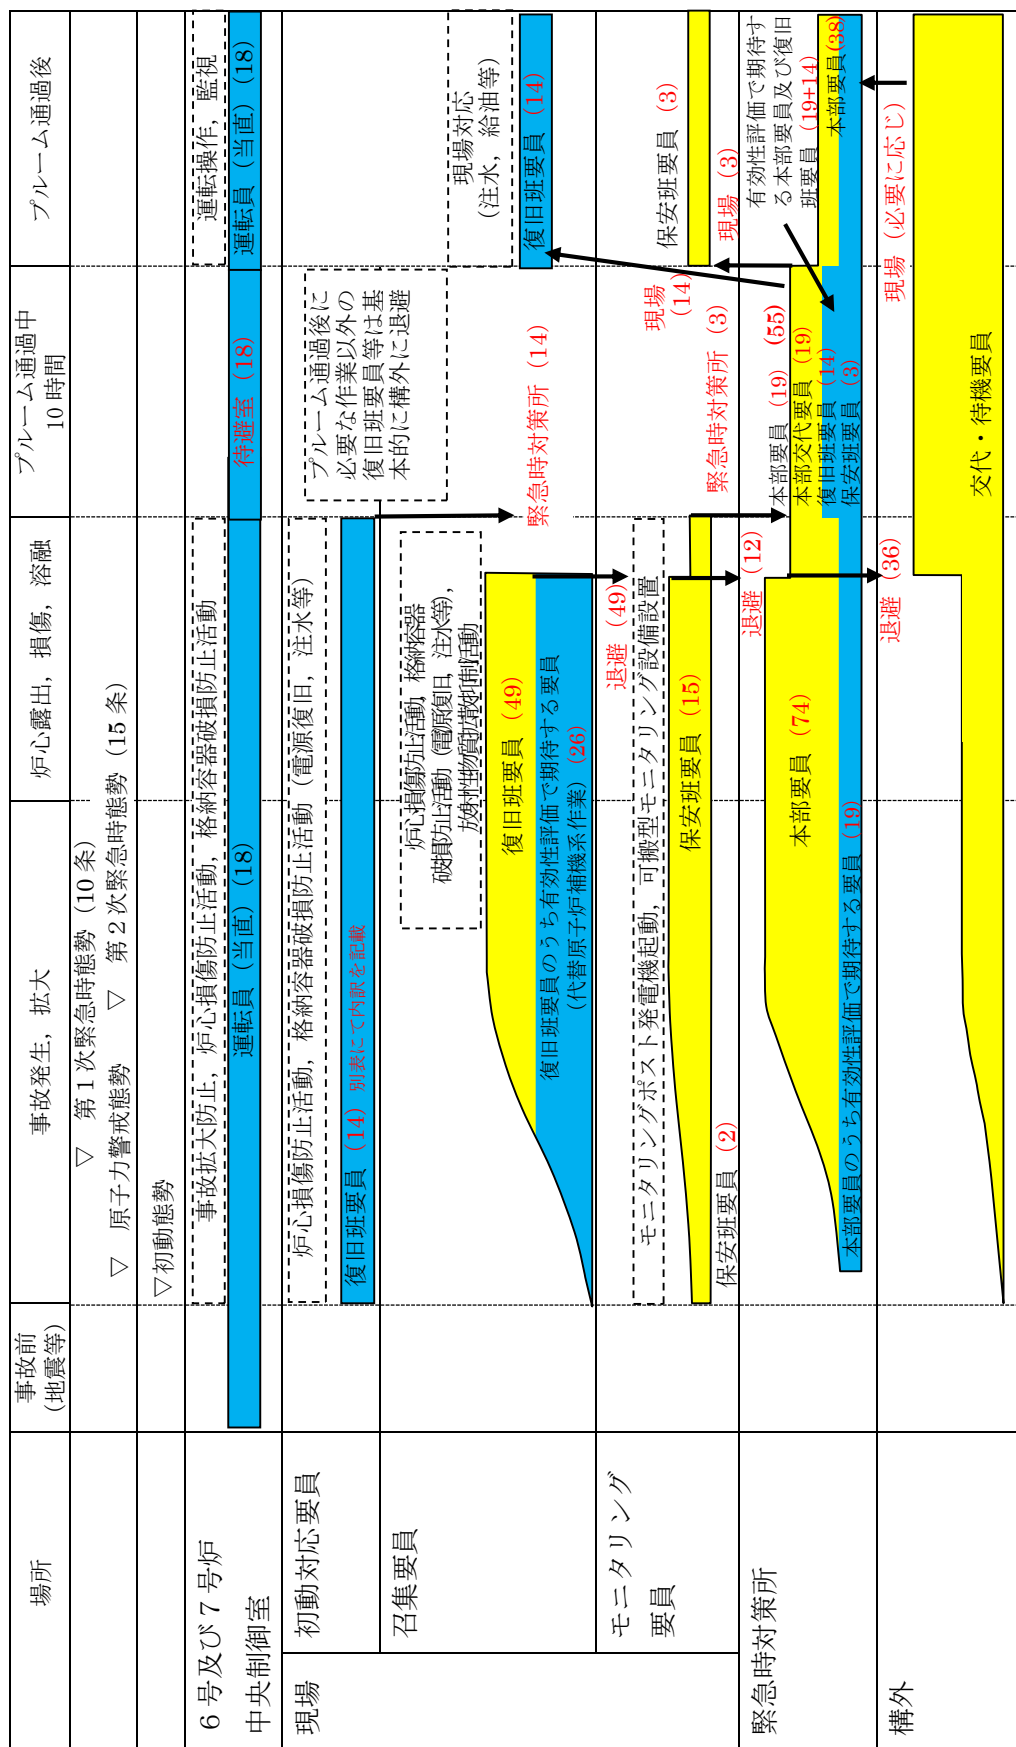 場所
事故前
(地震等)
事故発生，拡大
炉心露出，損傷，溶融
プルーム通過中
10 時間
プルーム通過後
▽ 第１次緊急時態勢（10 条）
▽ 原子力警戒態勢 ▽ 第２次緊急時態勢（15 条）
▽初動態勢
６号及び７号炉
中央制御室
事故拡大防止，炉心損傷防止活動，格納容器破損防止活動
運転操作，監視
運転員（当直）(18)
待避室（18）
運転員（当直）(18)
現場
初動対応要員
炉心損傷防止活動，格納容器破損防止活動（電源復旧，注水等）
復旧班要員（14）別表にて内訳を記載
プルーム通過後に
必要な作業以外の
復旧班要員等は基
本的に構外に退避
召集要員
炉心損傷防止活動，格納容器
破損防止活動（電源復旧，注水等），
放射性物質拡散抑制活動
復旧班要員（49）
復旧班要員のうち有効性評価で期待する要員
（代替原子炉補機系作業）(26)
緊急時対策所（14）
現場対応
(注水，給油等)
復旧班要員（14）
退避（49）
現場
（14）
モニタリング
要員
モニタリングポスト発電機起動，可搬型モニタリング設備設置
保安班要員（15）
保安班要員（2）
緊急時対策所（3）
保安班要員（3）
現場（3）
退避（12）
緊急時対策所
本部要員（74）
本部要員のうち有効性評価で期待する要員（19）
(55)
本部要員（19）
本部交代要員（19）
復旧班要員（14）
保安班要員（3）
有効性評価で期待す
る本部要員及び復旧
班要員（19+14）
本部要員(38)
退避（36）
現場（必要に応じ）
構外
交代・待機要員